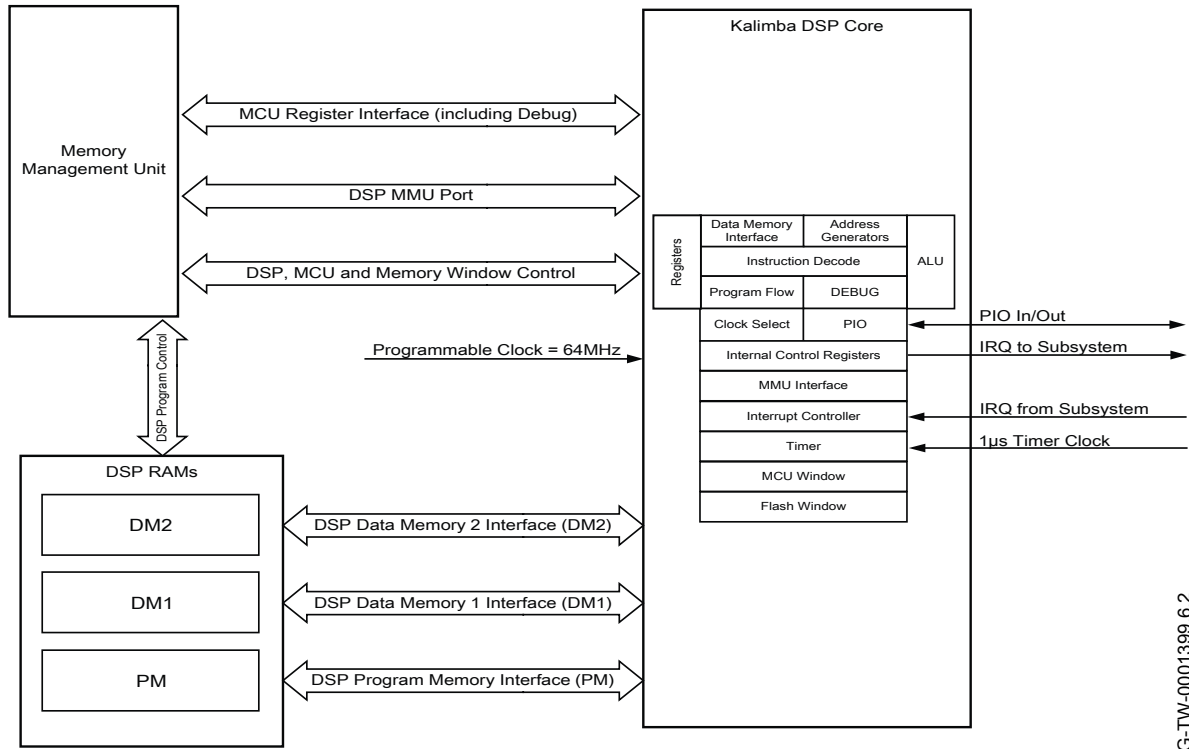 Kalimba DSP Core
Memory
Management Unit
MCU Register Interface (including Debug)
DSP MMU Port
DSP, MCU and Memory Window Control
DSP Program Control
Programmable Clock = 64MHz
Registers
Data Memory
Interface
Address
Generators
Instruction Decode
ALU
Program Flow
DEBUG
Clock Select
PIO
Internal Control Registers
MMU Interface
Interrupt Controller
Timer
MCU Window
Flash Window
PIO In/Out
IRQ to Subsystem
IRQ from Subsystem
1µs Timer Clock
DSP RAMs
DM2
DM1
PM
DSP Data Memory 2 Interface (DM2)
DSP Data Memory 1 Interface (DM1)
DSP Program Memory Interface (PM)
G-TW-0001399.6.2